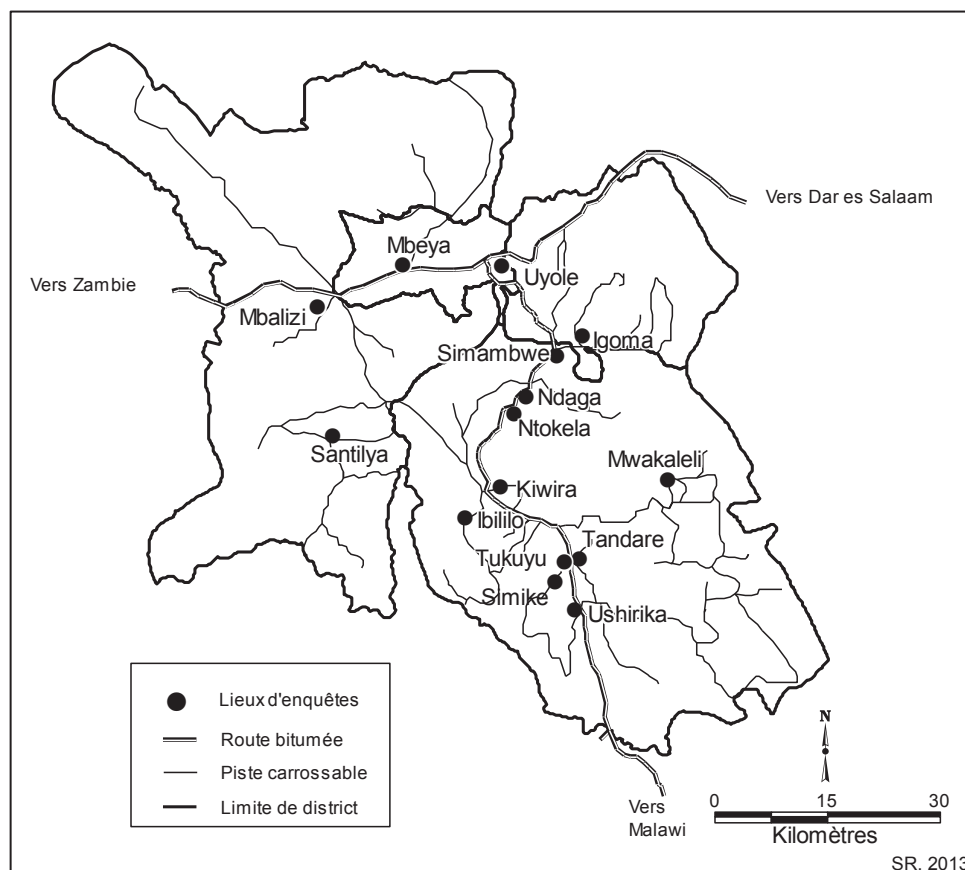 Vers Dar es Salaam
Mbeya
Uyole
Vers Zambie
Mbalizi
Igoma
Simambwe
Ndaga
Ntokela
Santilya
Mwakaleli
Kiwira
Ibililo
Tandare
Tukuyu
Simike
Ushirika
Lieux d'enquêtes
Route bitumée
Piste carrossable
Limite de district
N
Vers
Malawi
0 15 30
Kilomètres
SR, 2013